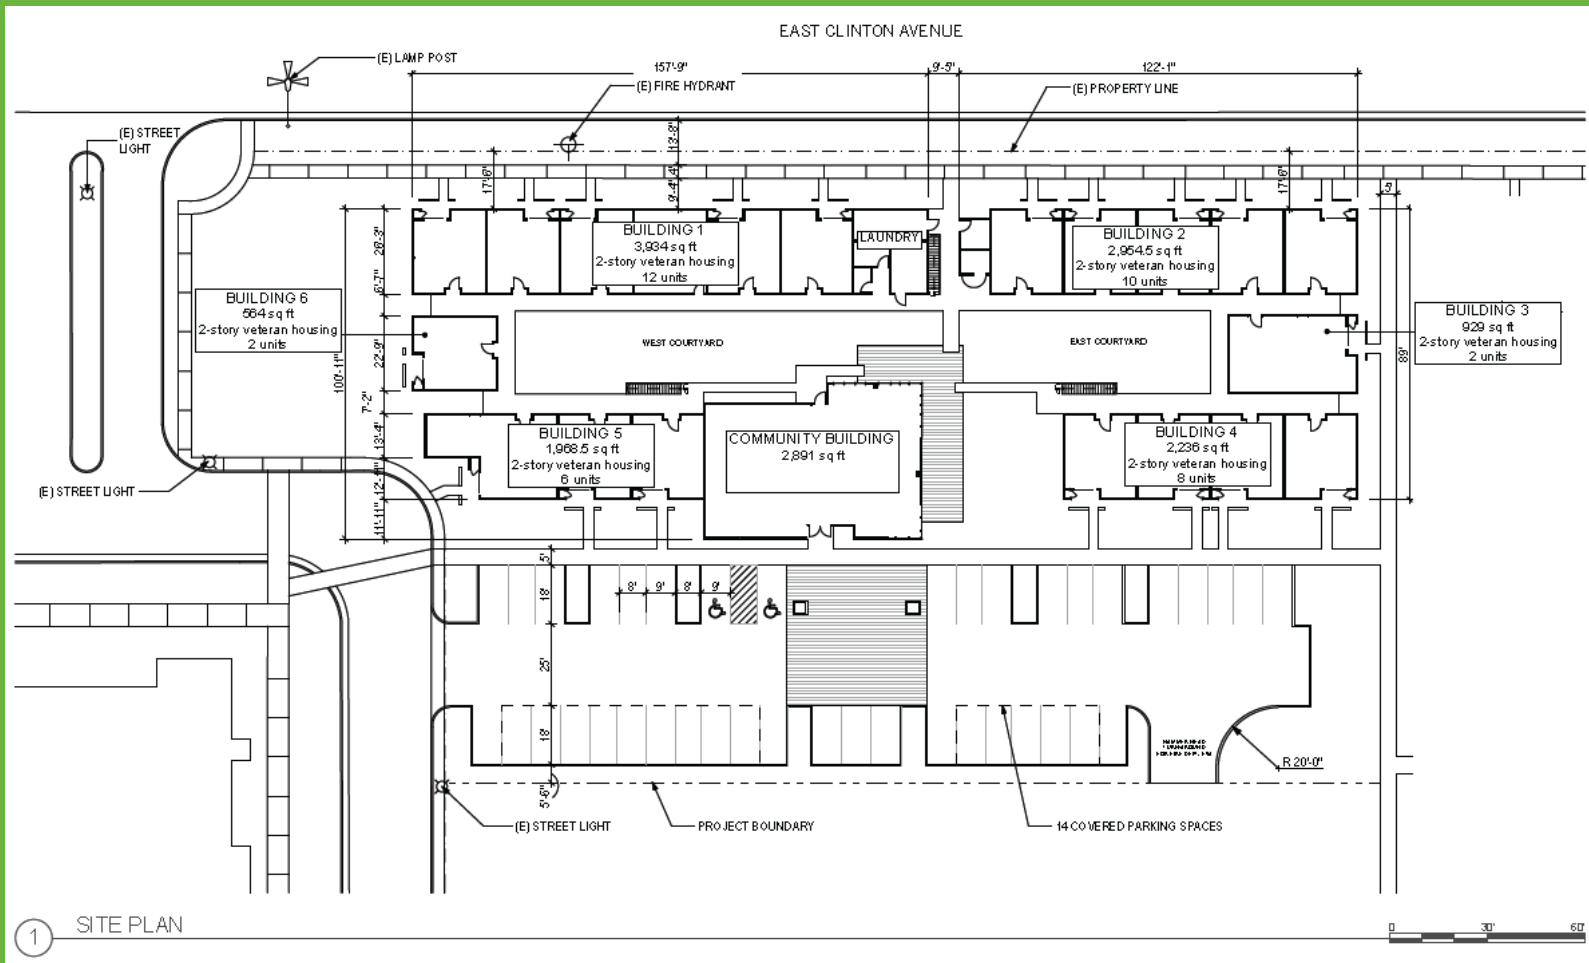 EAST CLINTON AVENUE
(E) LAMP POST
157'-9"
9'-5"
122'-1"
(E) FIRE HYDRANT
(E) PROPERTY LINE
(E) STREET
LIGHT
13'-8"
4'
9'-4"
17'-6"
17'-6"
5'
BUILDING 1
3,934 sq ft
2-story veteran housing
12 units
LAUNDRY
BUILDING 2
2,954.5 sq ft
2-story veteran housing
10 units
26'-3"
6'-7"
BUILDING 6
564 sq ft
2-story veteran housing
2 units
BUILDING 3
929 sq ft
2-story veteran housing
2 units
WEST COURTYARD
EAST COURTYARD
22'-9"
100'-11"
89'
7'-2"
13'-4"
BUILDING 5
1,968.5 sq ft
2-story veteran housing
6 units
COMMUNITY BUILDING
2,891 sq ft
BUILDING 4
2,236 sq ft
2-story veteran housing
8 units
(E) STREET LIGHT
11'-11"
5'
18'
8'
9'
8'
9'
25'
18'
R 20'-0"
5'-6"
(E) STREET LIGHT
PROJECT BOUNDARY
14 COVERED PARKING SPACES
1
SITE PLAN
0
30'
60'